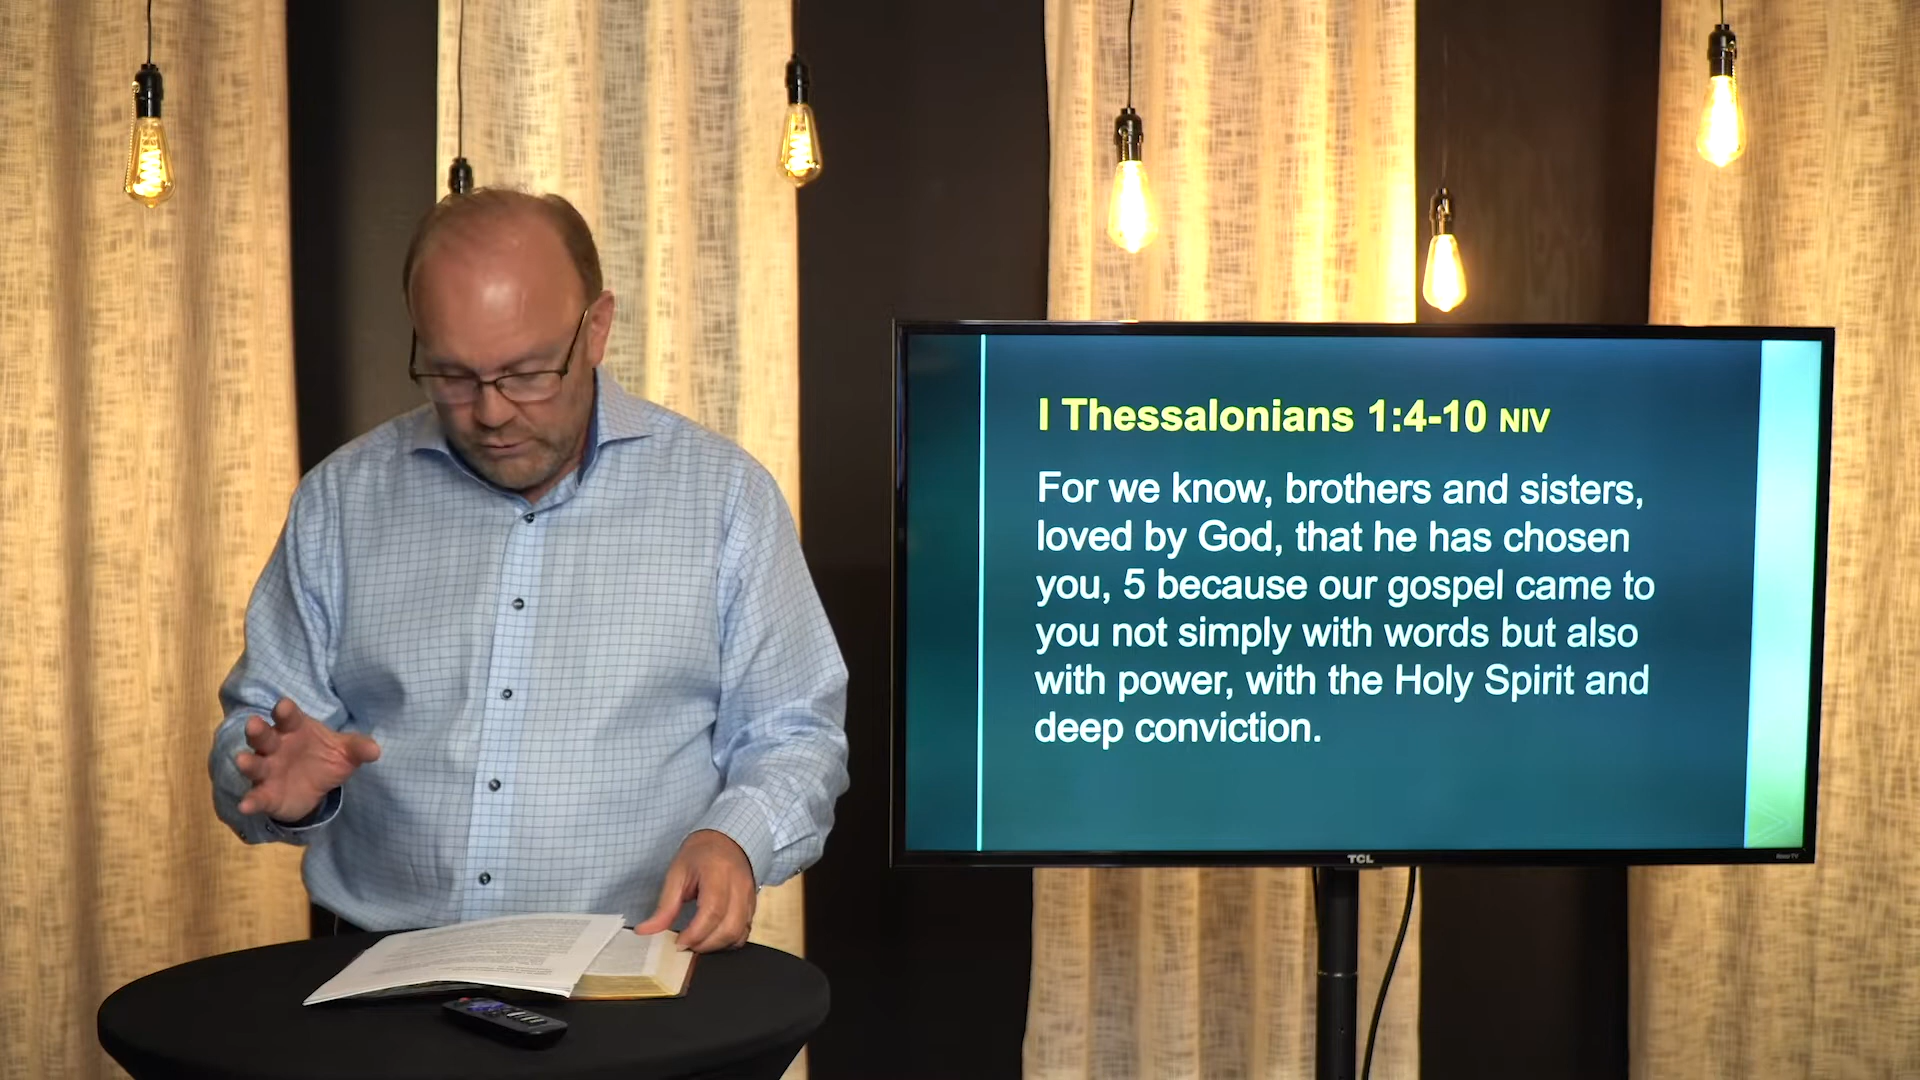 I Thessalonians 1:4-10 NIV
For we know, brothers and sisters,
loved by God, that he has chosen
you, 5 because our gospel came to
you not simply with words but also
with power, with the Holy Spirit and
deep conviction.
TCL
Roku TV